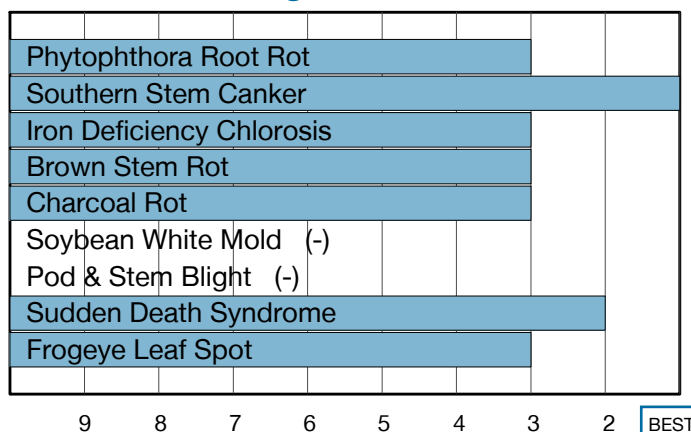 Phytophthora Root Rot
Southern Stem Canker
Iron Deficiency Chlorosis
Brown Stem Rot
Charcoal Rot
Soybean White Mold (-)
Pod & Stem Blight (-)
Sudden Death Syndrome
Frogeye Leaf Spot
9 8 7 6 5 4 3 2 BEST